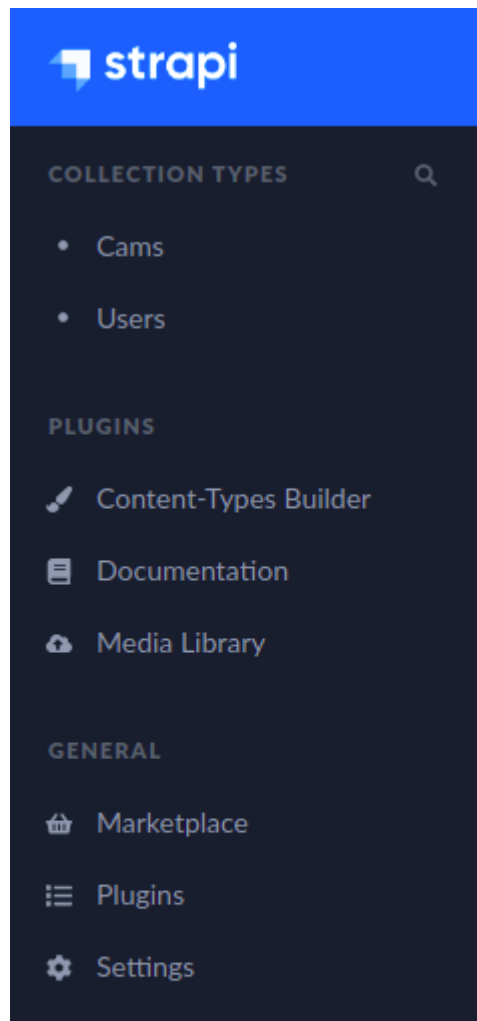 strapi
COLLECTION TYPES
Cams
Users
PLUGINS
Content-Types Builder
Documentation
Media Library
GENERAL
Marketplace
Plugins
Settings